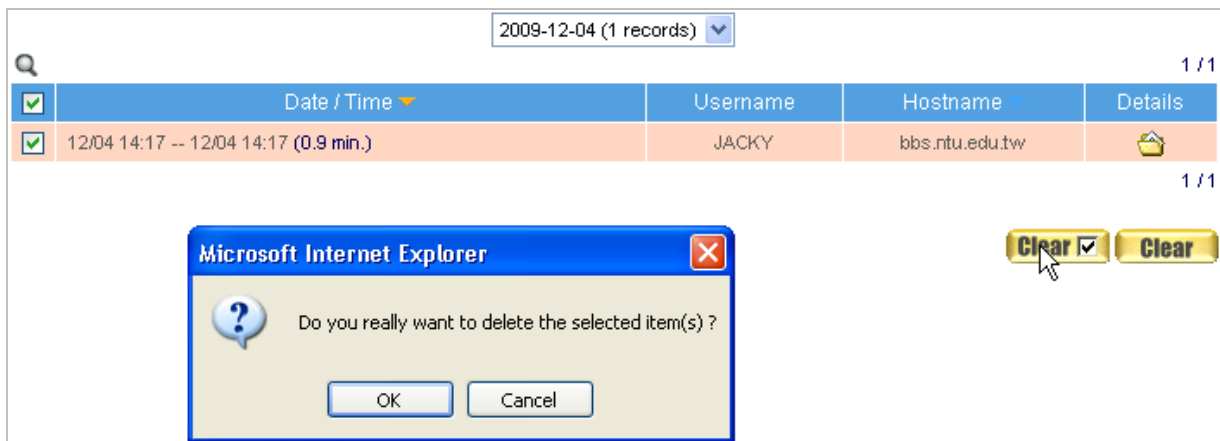 2009-12-04 (1 records)
1 / 1
Date / Time Username Hostname Details
12/04 14:17 -- 12/04 14:17 (0.9 min.) JACKY bbs.ntu.edu.tw
1 / 1
Clear Clear
Microsoft Internet Explorer
Do you really want to delete the selected item(s) ?
OK Cancel